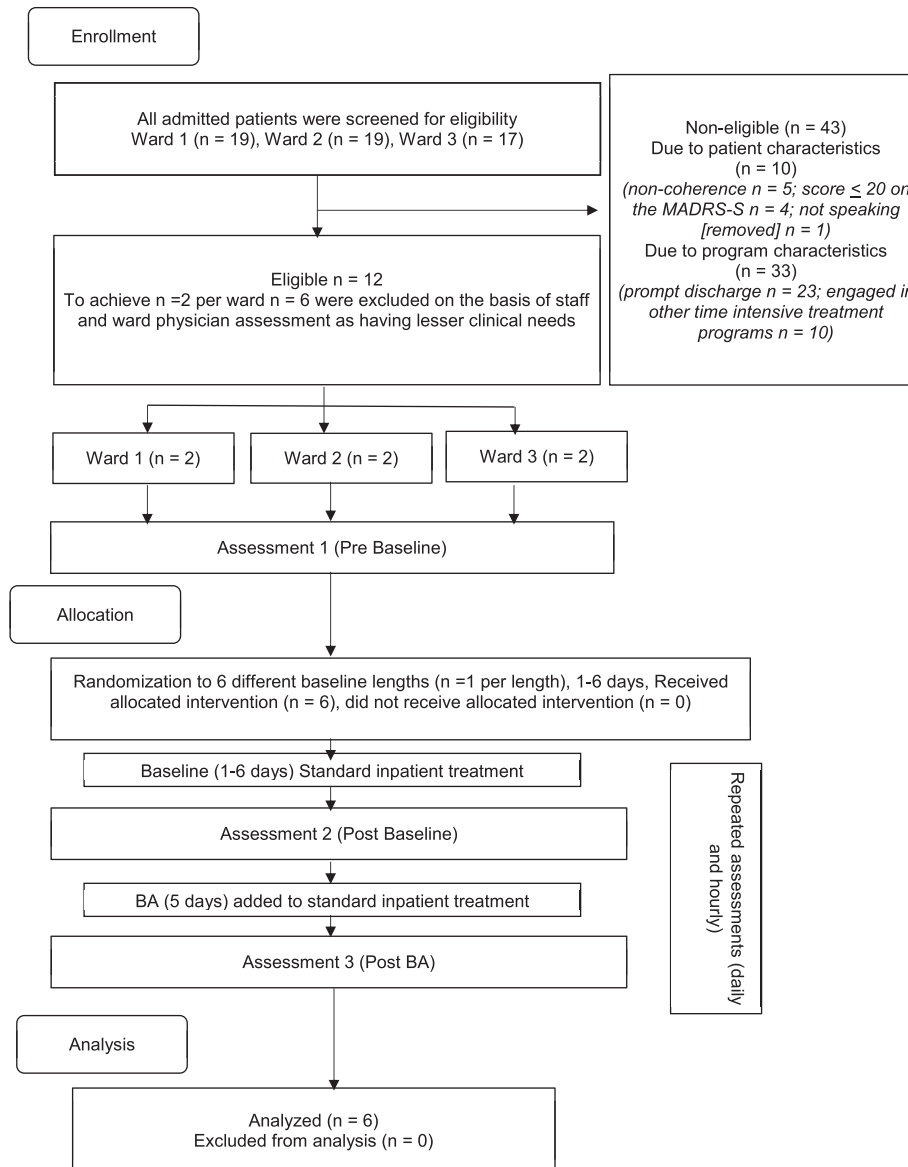 Enrollment
All admitted patients were screened for eligibility
Ward 1 (n = 19), Ward 2 (n = 19), Ward 3 (n = 17)
Non-eligible (n = 43)
Due to patient characteristics
(n = 10)
(non-coherence n = 5; score ≤ 20 on
the MADRS-S n = 4; not speaking
[removed] n = 1)
Due to program characteristics
(n = 33)
(prompt discharge n = 23; engaged in
other time intensive treatment
programs n = 10)
Eligible n = 12
To achieve n =2 per ward n = 6 were excluded on the basis of staff
and ward physician assessment as having lesser clinical needs
Ward 1 (n = 2)
Ward 2 (n = 2)
Ward 3 (n = 2)
Assessment 1 (Pre Baseline)
Allocation
Randomization to 6 different baseline lengths (n =1 per length), 1-6 days, Received
allocated intervention (n = 6), did not receive allocated intervention (n = 0)
Baseline (1-6 days) Standard inpatient treatment
Assessment 2 (Post Baseline)
BA (5 days) added to standard inpatient treatment
Assessment 3 (Post BA)
Repeated assessments (daily
and hourly)
Analysis
Analyzed (n = 6)
Excluded from analysis (n = 0)